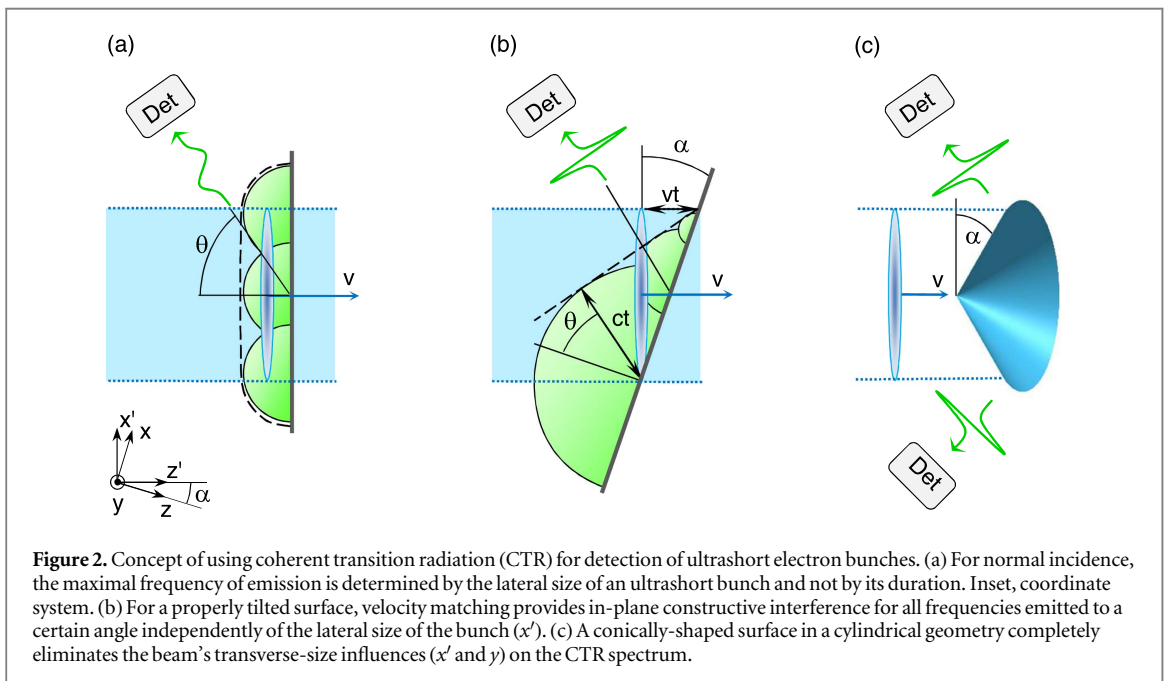 (a)
(b)
(c)
Det
Det
Det
α
vt
θ
v
v
α
v
θ
ct
Det
x'
x
z'
α
y
z
Figure 2. Concept of using coherent transition radiation (CTR) for detection of ultrashort electron bunches. (a) For normal incidence,
the maximal frequency of emission is determined by the lateral size of an ultrashort bunch and not by its duration. Inset, coordinate
system. (b) For a properly tilted surface, velocity matching provides in-plane constructive interference for all frequencies emitted to a
certain angle independently of the lateral size of the bunch (x′). (c) A conically-shaped surface in a cylindrical geometry completely
eliminates the beam's transverse-size influences (x′ and y) on the CTR spectrum.